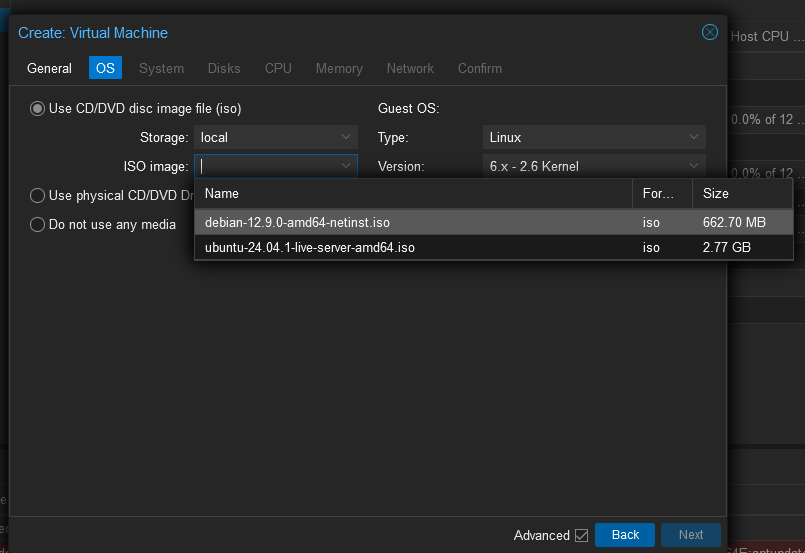 Create: Virtual Machine
Host CPU ...
General OS System Disks CPU Memory Network Confirm
Use CD/DVD disc image file (iso) Guest OS:
0.0% of 12 ...
Storage: local Type: Linux
ISO image: Version: 6.x - 2.6 Kernel
0.0% of 12 ...
Use physical CD/DVD Dr
Name For... Size
Do not use any media
debian-12.9.0-amd64-netinst.iso iso 662.70 MB
ubuntu-24.04.1-live-server-amd64.iso iso 2.77 GB
Advanced Back Next